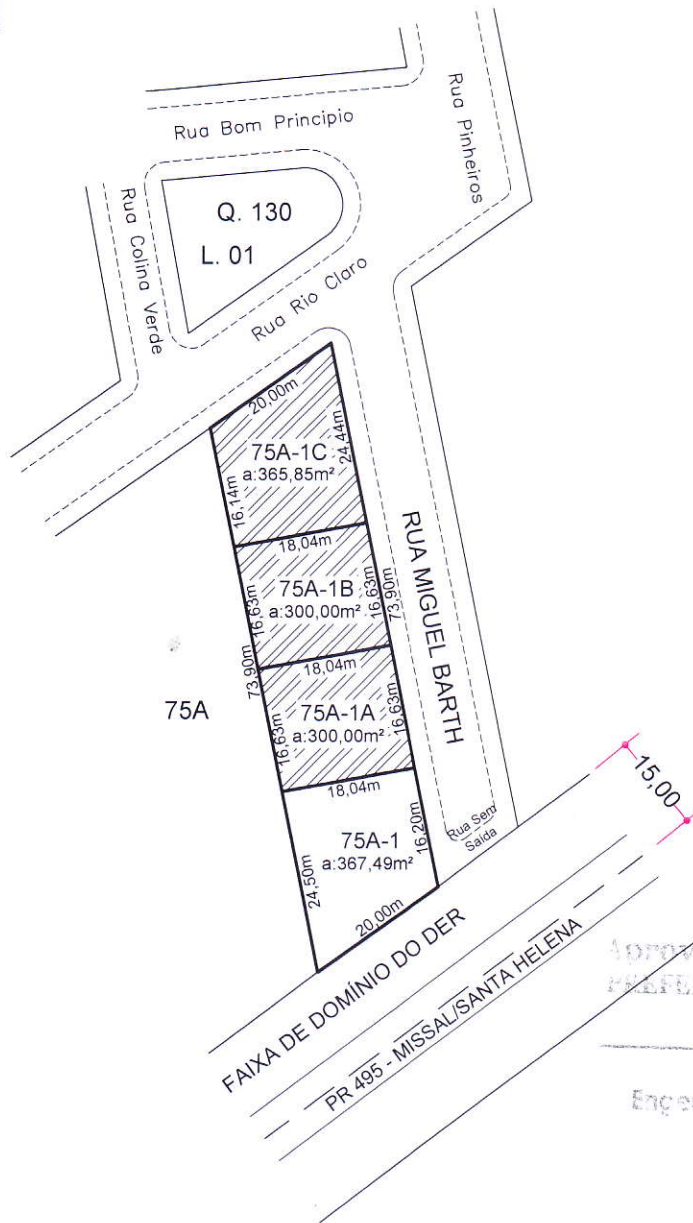 Rua Bom Principio
Rua Pinheiros
Rua Colina Verde
Q. 130
L. 01
Rua Rio Claro
20,00m
75A-1C
a:365,85m²
16,14m
24,44m
18,04m
75A-1B
a:300,00m²
16,63m
16,63m
73,90m
73,90m
RUA MIGUEL BARTH
18,04m
75A
75A-1A
a:300,00m²
16,63m
16,63m
18,04m
75A-1
a:367,49m²
24,50m
16,20m
20,00m
Rua Sem
Saída
15,00
FAIXA DE DOMÍNIO DO DER
PR 495 - MISSAL/SANTA HELENA